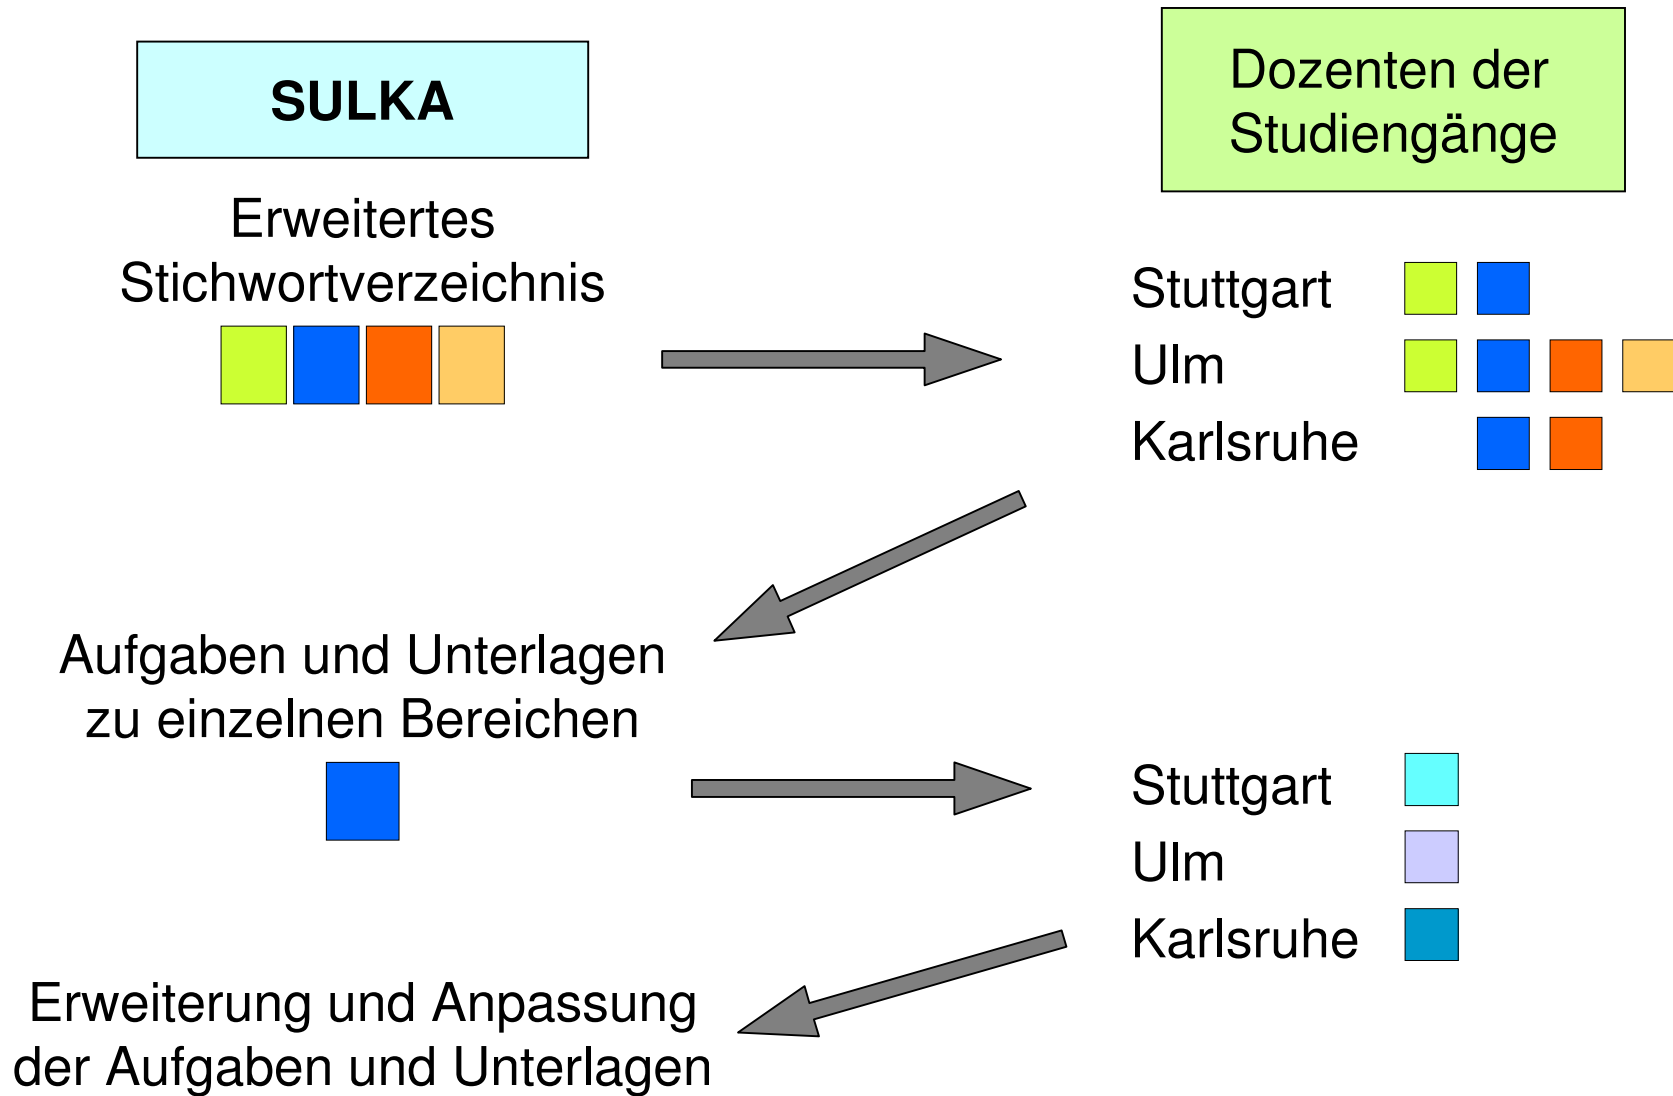 SULKA
Dozenten der
Studiengänge
Erweitertes
Stichwortverzeichnis
Stuttgart
Ulm
Karlsruhe
Aufgaben und Unterlagen
zu einzelnen Bereichen
Stuttgart
Ulm
Karlsruhe
Erweiterung und Anpassung
der Aufgaben und Unterlagen